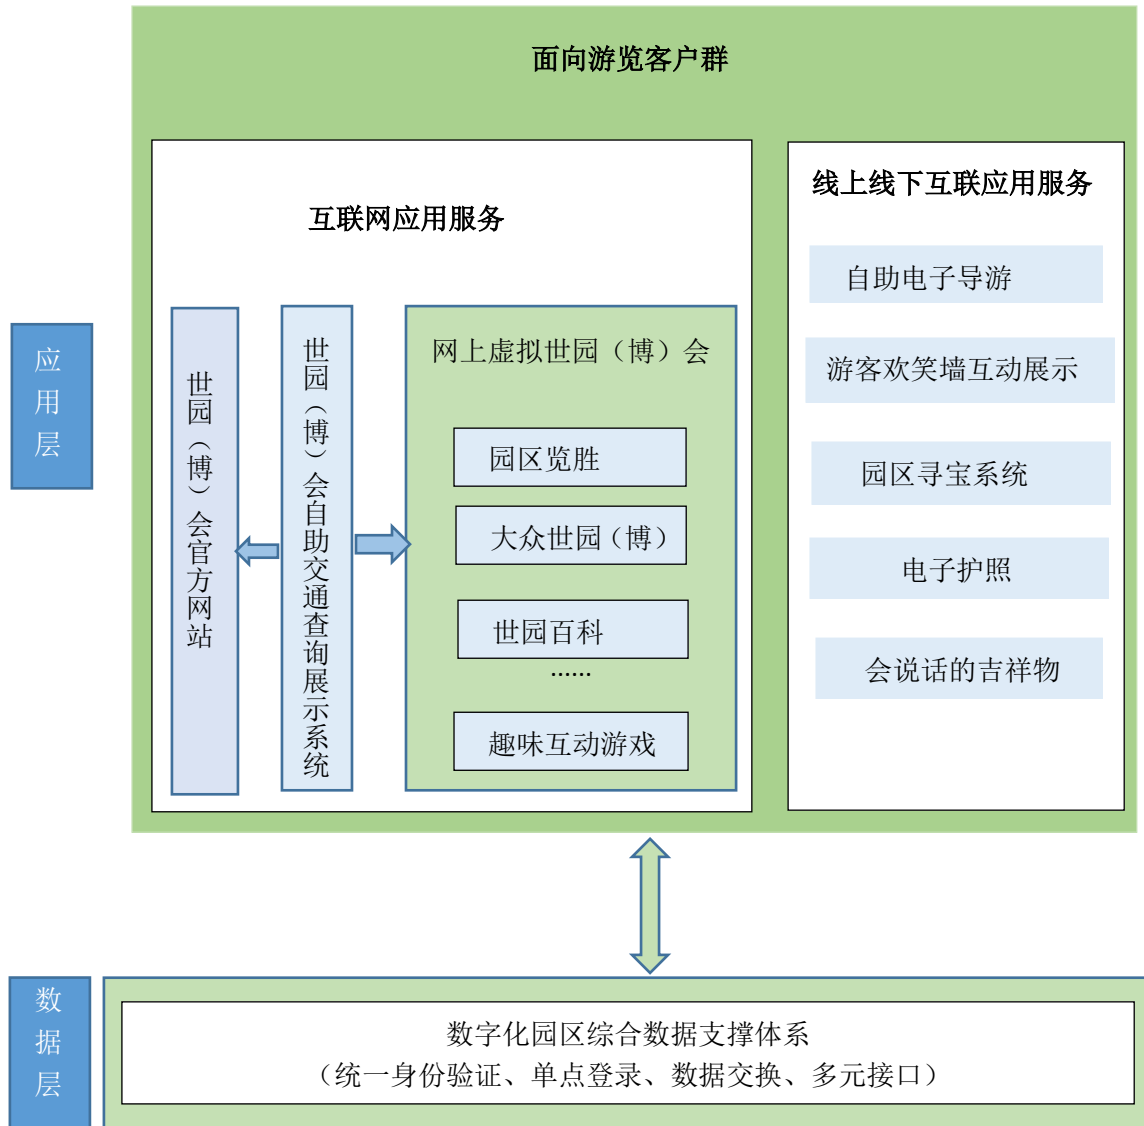 面向游览客户群
互联网应用服务
世园（博）会官方网站
世园（博）会自助交通查询展示系统
网上虚拟世园（博）会
园区览胜
大众世园（博）
世园百科
......
趣味互动游戏
线上线下互联应用服务
自助电子导游
游客欢笑墙互动展示
园区寻宝系统
电子护照
会说话的吉祥物
应用层
数据层
数字化园区综合数据支撑体系
（统一身份验证、单点登录、数据交换、多元接口）